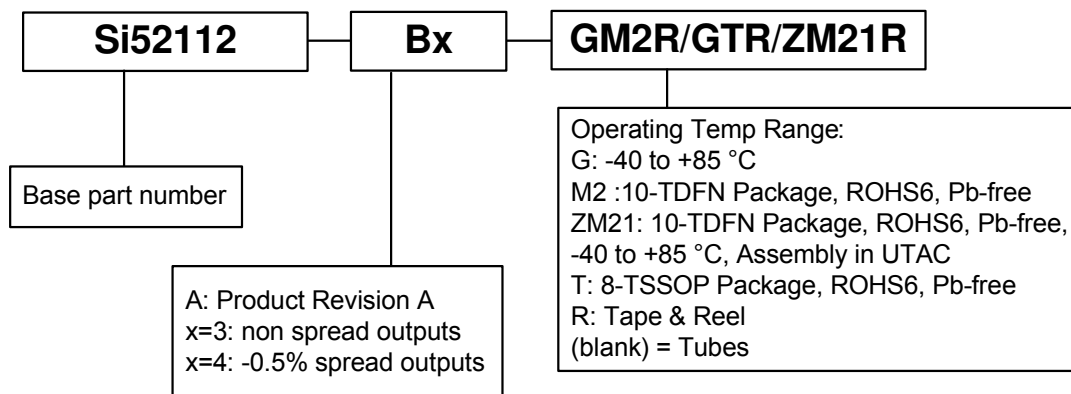 Si52112
Bx
GM2R/GTR/ZM21R
Base part number
A: Product Revision A
x=3: non spread outputs
x=4: -0.5% spread outputs
Operating Temp Range:
G: -40 to +85 °C
M2 :10-TDFN Package, ROHS6, Pb-free
ZM21: 10-TDFN Package, ROHS6, Pb-free,
-40 to +85 °C, Assembly in UTAC
T: 8-TSSOP Package, ROHS6, Pb-free
R: Tape & Reel
(blank) = Tubes